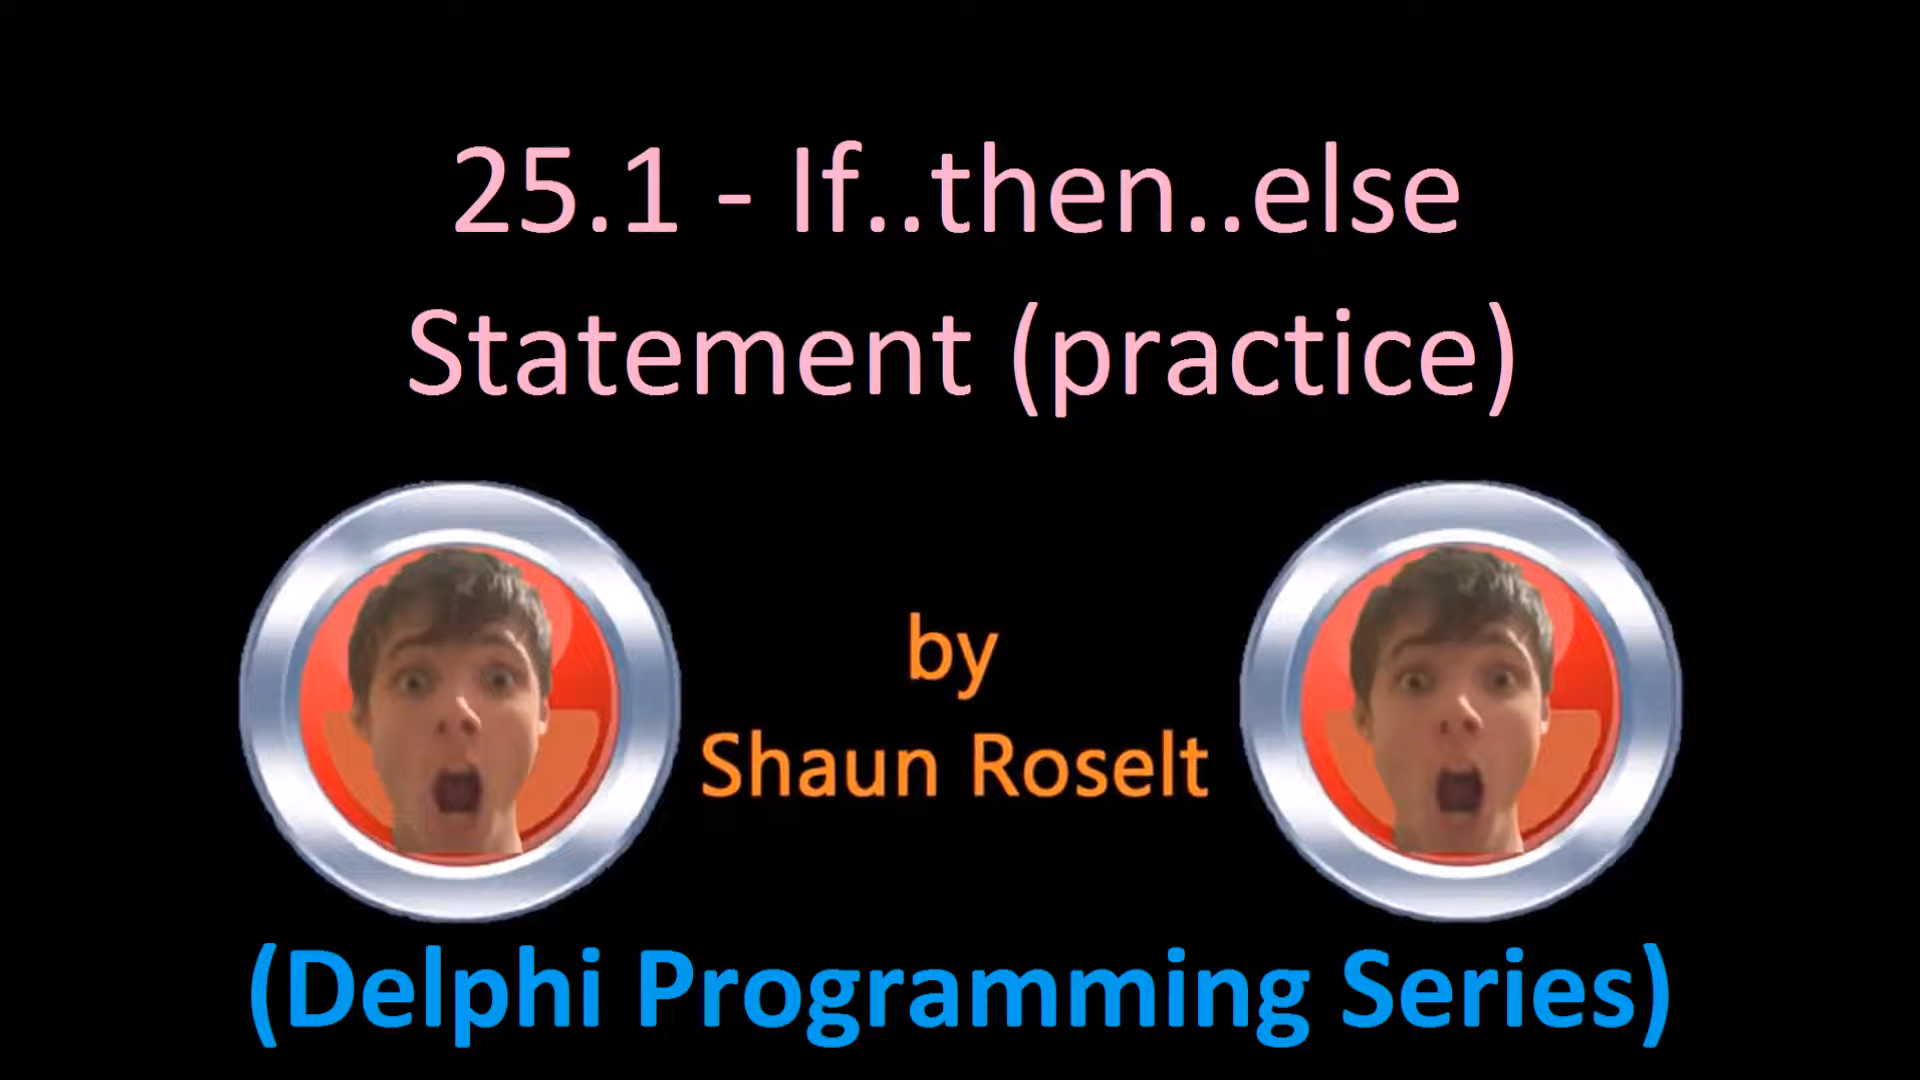 25.1 - If..then..else
Statement (practice)
by
Shaun Roselt
(Delphi Programming Series)